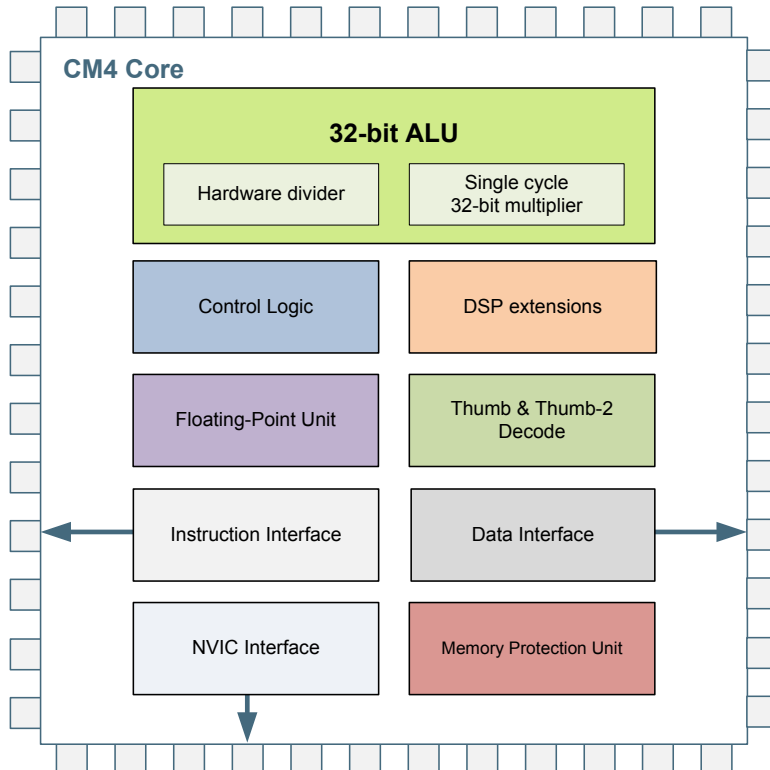 CM4 Core
32-bit ALU
Hardware divider
Single cycle
32-bit multiplier
Control Logic
DSP extensions
Floating-Point Unit
Thumb & Thumb-2
Decode
Instruction Interface
Data Interface
NVIC Interface
Memory Protection Unit